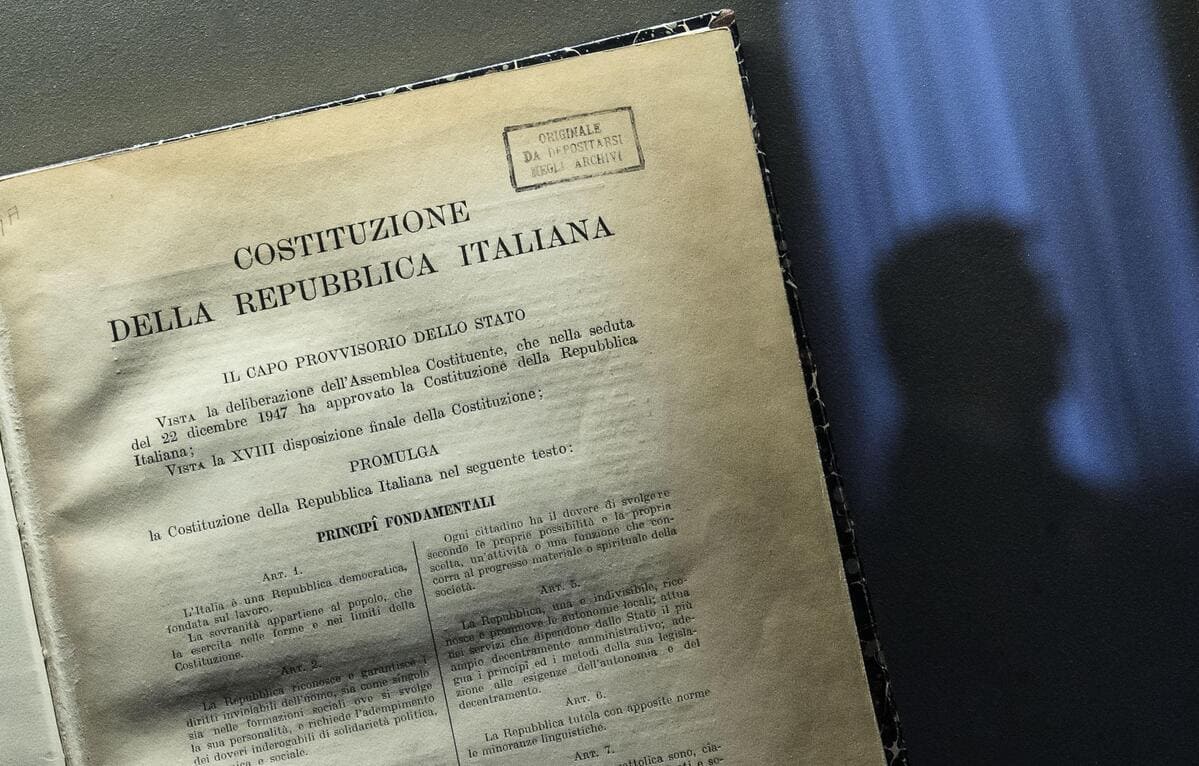 ORIGINALE
DA DEPOSITARSI
NEGLI ARCHIVI
COSTITUZIONE
DELLA REPUBBLICA ITALIANA
IL CAPO PROVVISORIO DELLO STATO
VISTA la deliberazione dell'Assemblea Costituente, che nella seduta
del 22 dicembre 1947 ha approvato la Costituzione della Repubblica
Italiana;
VISTA la XVIII disposizione finale della Costituzione;
PROMULGA
la Costituzione della Repubblica Italiana nel seguente testo:
PRINCIPÎ FONDAMENTALI
ART. 1.
L'Italia è una Repubblica democratica,
fondata sul lavoro.
La sovranità appartiene al popolo, che
la esercita nelle forme e nei limiti della
Costituzione.
ART. 2.
La Repubblica riconosce e garantisce i
diritti inviolabili dell'uomo, sia come singolo
sia nelle formazioni sociali ove si svolge
la sua personalità, e richiede l'adempimento
dei doveri inderogabili di solidarietà politica,
e sociale.
Ogni cittadino ha il dovere di svolgere
secondo le proprie possibilità e la propria
scelta, un'attività o una funzione che con-
corra al progresso materiale o spirituale della
società.
ART. 5.
La Repubblica, una e indivisibile, rico-
nosce e promuove le autonomie locali; attua
nei servizi che dipendono dallo Stato il più
ampio decentramento amministrativo; ade-
gua i principi ed i metodi della sua legisla-
zione alle esigenze dell'autonomia e del
decentramento.
ART. 6.
La Repubblica tutela con apposite norme
le minoranze linguistiche.
ART. 7.
cattolica sono, cia-